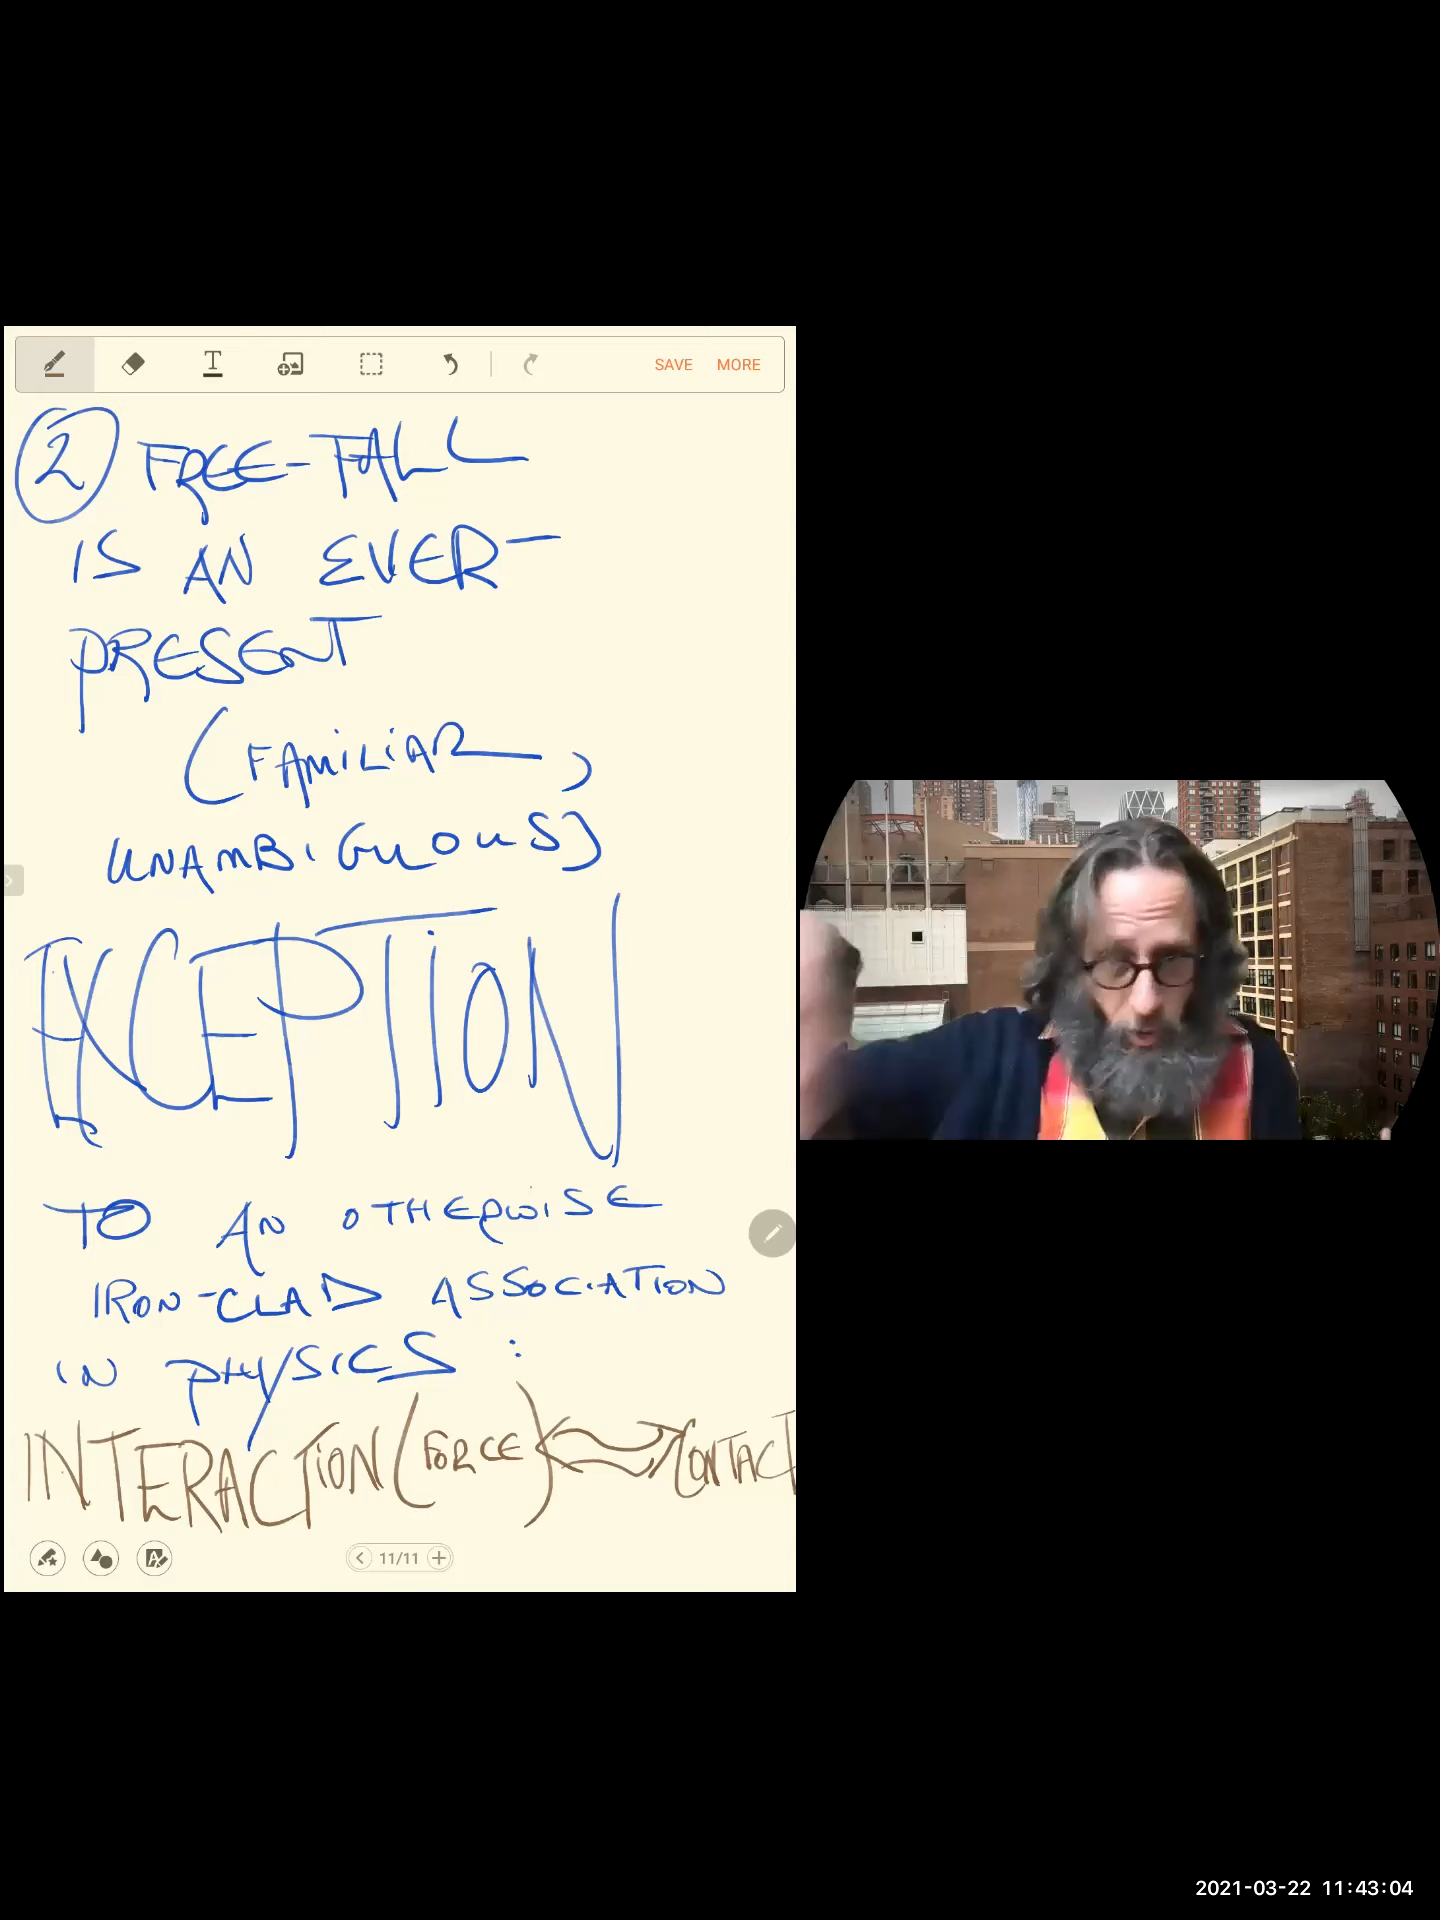 T
SAVE MORE
2 FREE-FALL
IS AN EVER-
PRESENT
(FAMILIAR,
UNAMBIGUOUS)
EXCEPTION
TO AN OTHERWISE
IRON-CLAD ASSOCIATION
IN PHYSICS :
INTERACTION (FORCE) CONTACT
A
11/11
2021-03-22 11:43:04